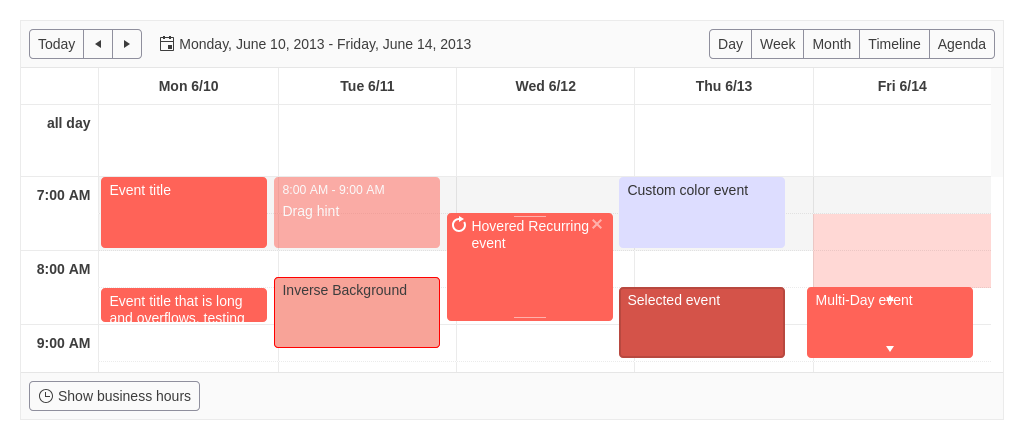 Today
Monday, June 10, 2013 - Friday, June 14, 2013
Day Week Month Timeline Agenda
Mon 6/10 Tue 6/11 Wed 6/12 Thu 6/13 Fri 6/14
all day
7:00 AM
Event title
8:00 AM - 9:00 AM
Drag hint
Hovered Recurring
event
Custom color event
8:00 AM
Event title that is long
and overflows, testing
Inverse Background
Selected event
Multi-Day event
9:00 AM
Show business hours